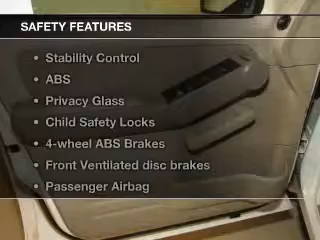 SAFETY FEATURES
• Stability Control
• ABS
• Privacy Glass
• Child Safety Locks
• 4-wheel ABS Brakes
• Front Ventilated disc brakes
• Passenger Airbag